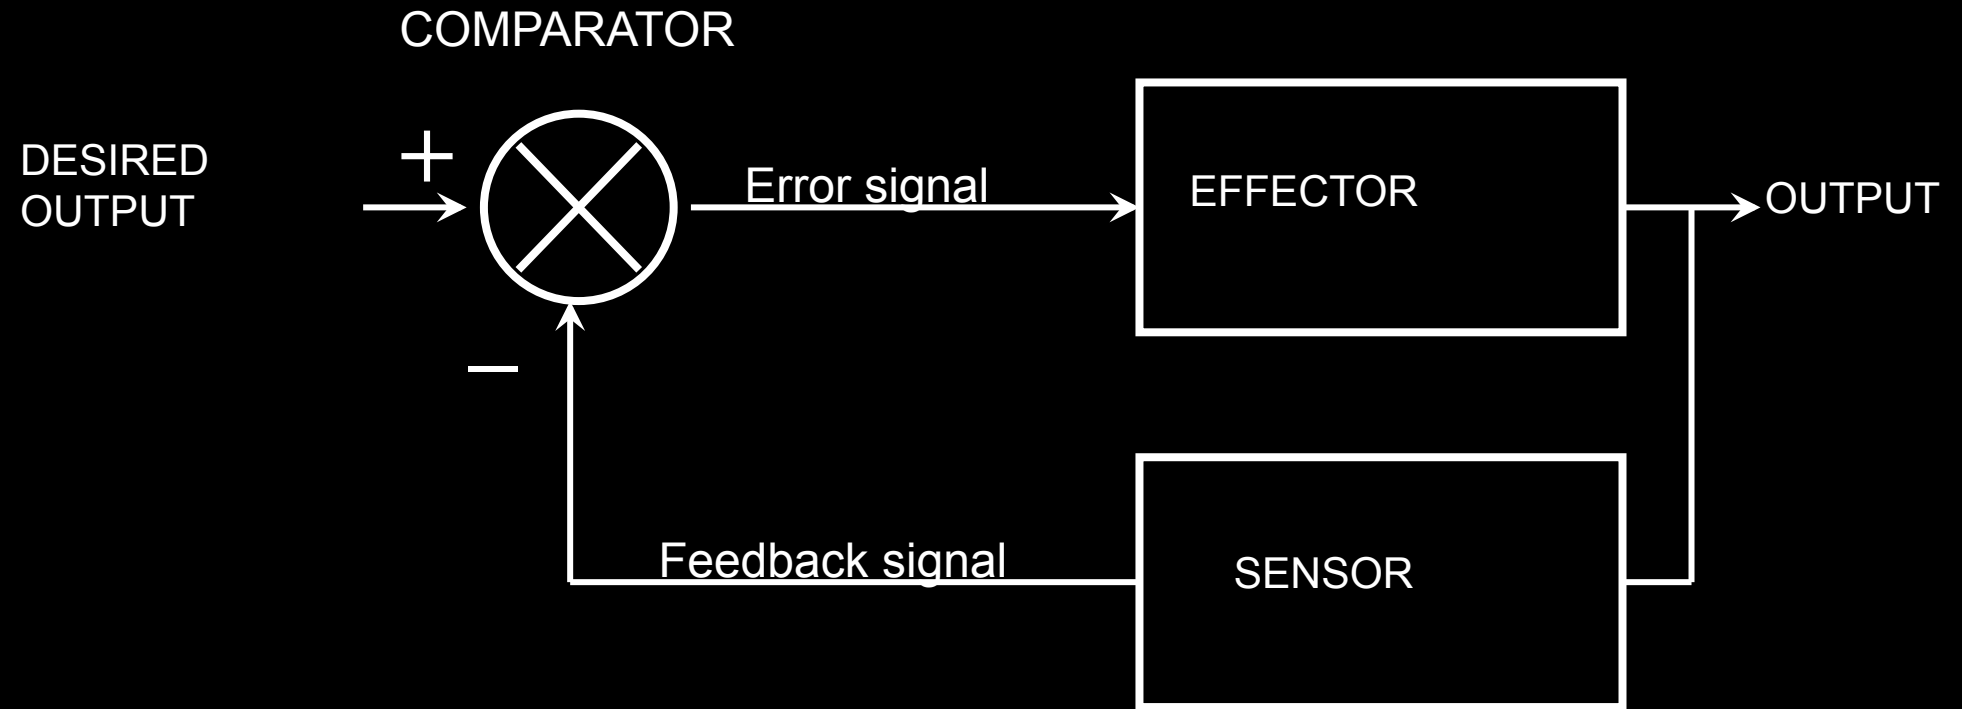 COMPARATOR
DESIRED
OUTPUT
+
Error signal
EFFECTOR
OUTPUT
–
Feedback signal
SENSOR